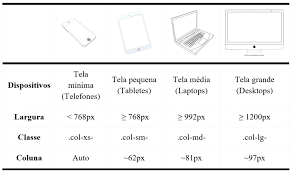 Dispositivos
Tela mínima (Telefones)
Tela pequena (Tabletes)
Tela média (Laptops)
Tela grande (Desktops)
Largura < 768px ≥ 768px ≥ 992px ≥ 1200px
Classe .col-xs- .col-sm- .col-md- .col-lg-
Coluna Auto ~62px ~81px ~97px